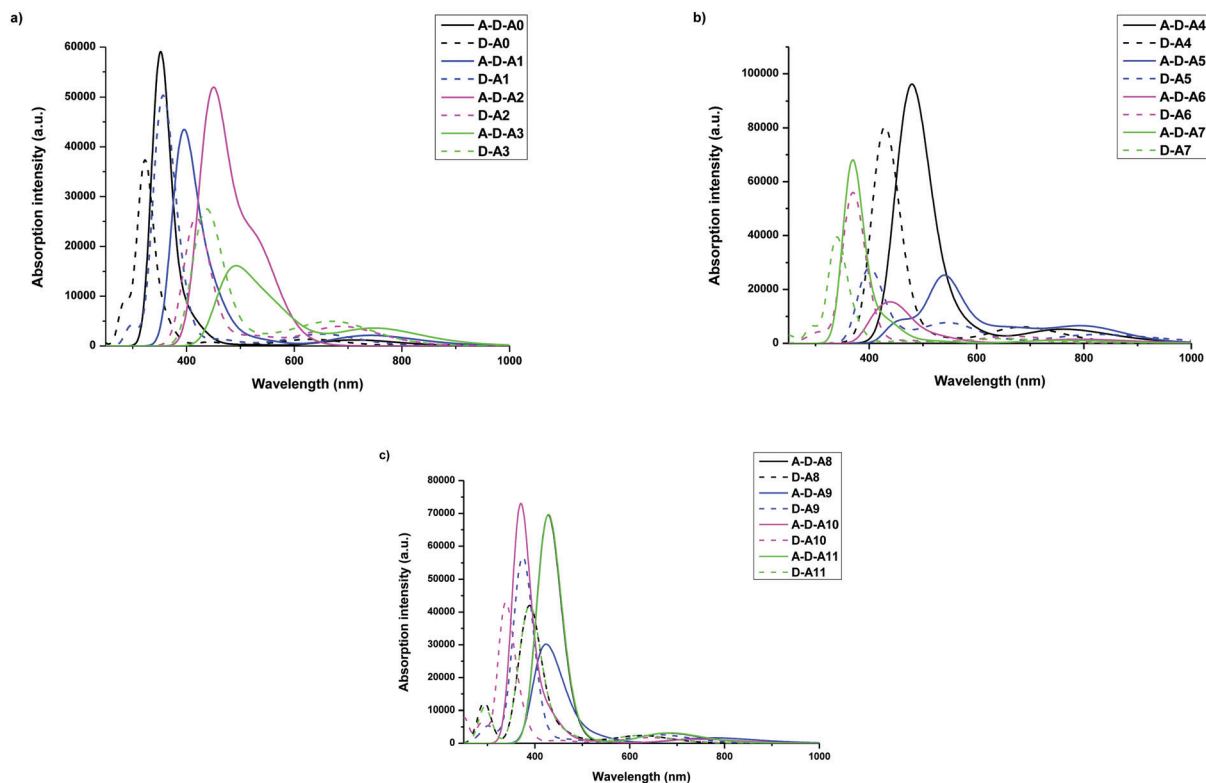 a)
A-D-A0
D-A0
A-D-A1
D-A1
A-D-A2
D-A2
A-D-A3
D-A3
60000
50000
40000
30000
20000
10000
0
Absorption intensity (a.u.)
400 600 800 1000
Wavelength (nm)
b)
A-D-A4
D-A4
A-D-A5
D-A5
A-D-A6
D-A6
A-D-A7
D-A7
100000
80000
60000
40000
20000
0
Absorption intensity (a.u.)
400 600 800 1000
Wavelength (nm)
c)
A-D-A8
D-A8
A-D-A9
D-A9
A-D-A10
D-A10
A-D-A11
D-A11
80000
70000
60000
50000
40000
30000
20000
10000
0
Absorption intensity (a.u.)
400 600 800 1000
Wavelength (nm)